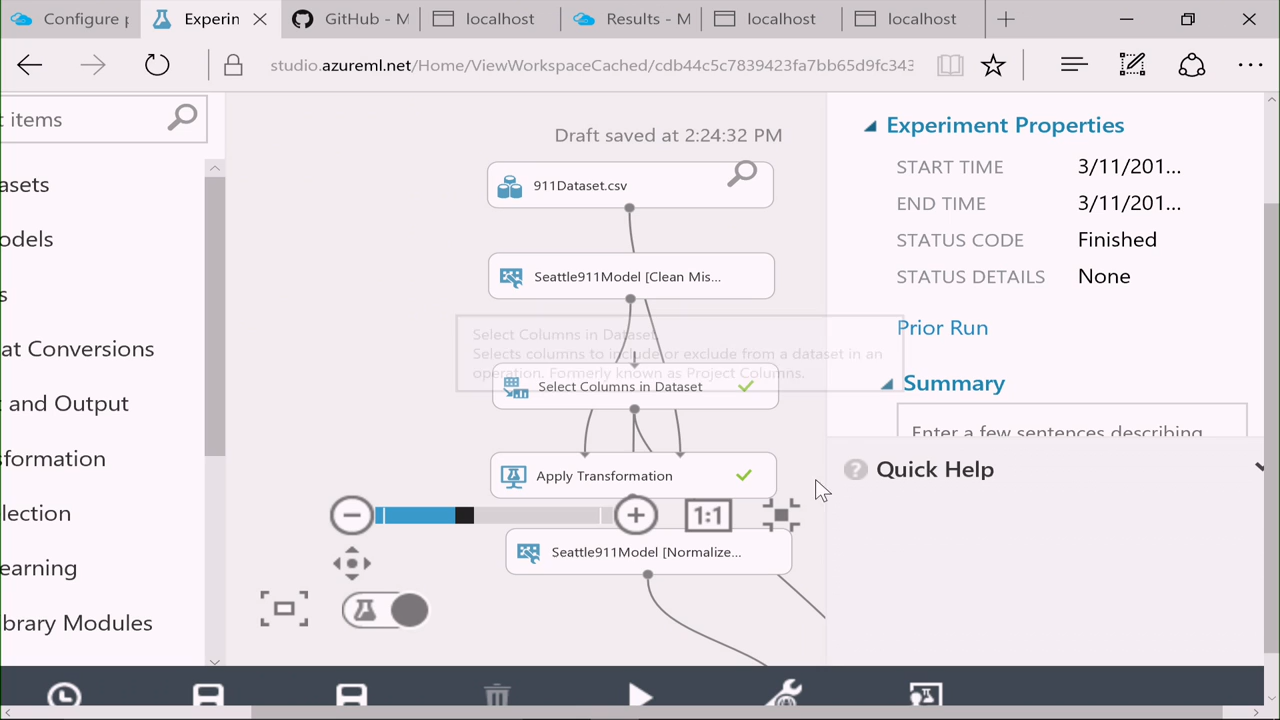 Configure p
Experin
GitHub - M
localhost
Results - M
localhost
localhost
studio.azureml.net/Home/ViewWorkspaceCached/cdb44c5c7839423fa7bb65d9fc343
t items
asets
odels
s
at Conversions
t and Output
sformation
election
earning
brary Modules
Draft saved at 2:24:32 PM
911Dataset.csv
Seattle911Model [Clean Mis...
Select Columns in Dataset
Selects columns to include or exclude from a dataset in an
operation. Formerly known as Project Columns.
Select Columns in Dataset
Apply Transformation
1:1
Seattle911Model [Normalize...
Experiment Properties
START TIME 3/11/201...
END TIME 3/11/201...
STATUS CODE Finished
STATUS DETAILS None
Prior Run
Summary
Enter a few sentences describing
Quick Help